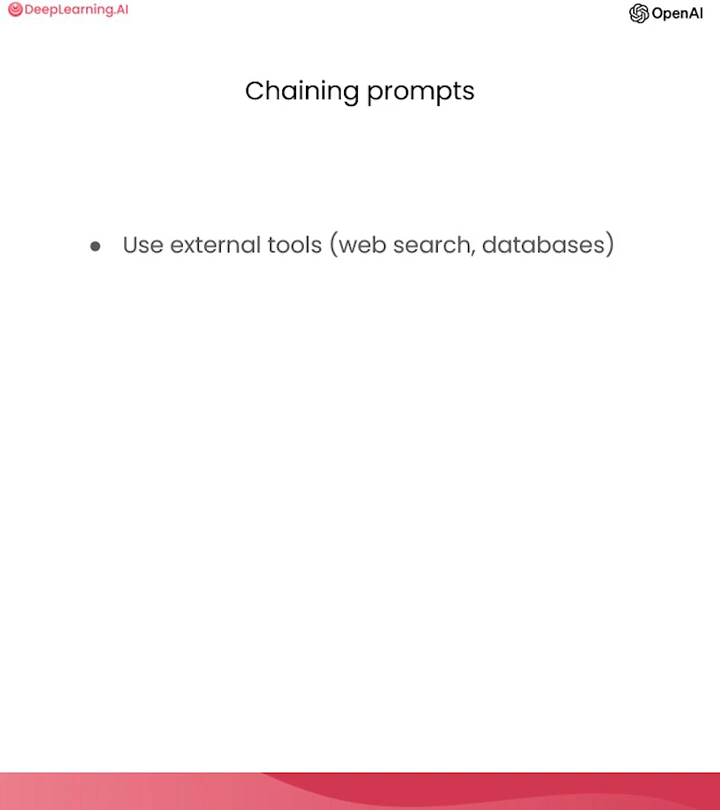 DeepLearning.AI
OpenAI
Chaining prompts
● Use external tools (web search, databases)